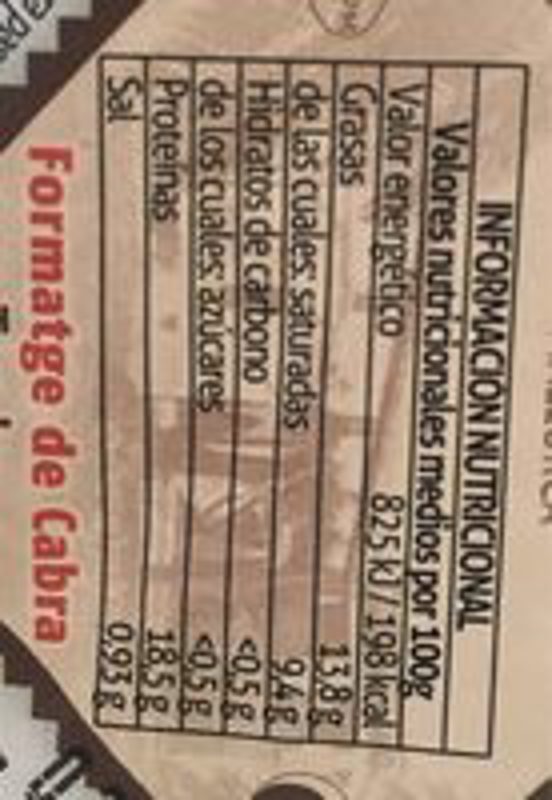 INFORMACIÓN NUTRICIONAL
Valores nutricionales medios por 100g
Valor energético 825 kJ / 198 kcal
Grasas 13,8 g
de las cuales saturadas 9,4 g
Hidratos de carbono <0,5 g
de los cuales azúcares <0,5 g
Proteínas 18,5 g
Sal 0,93 g
Formatge de Cabra